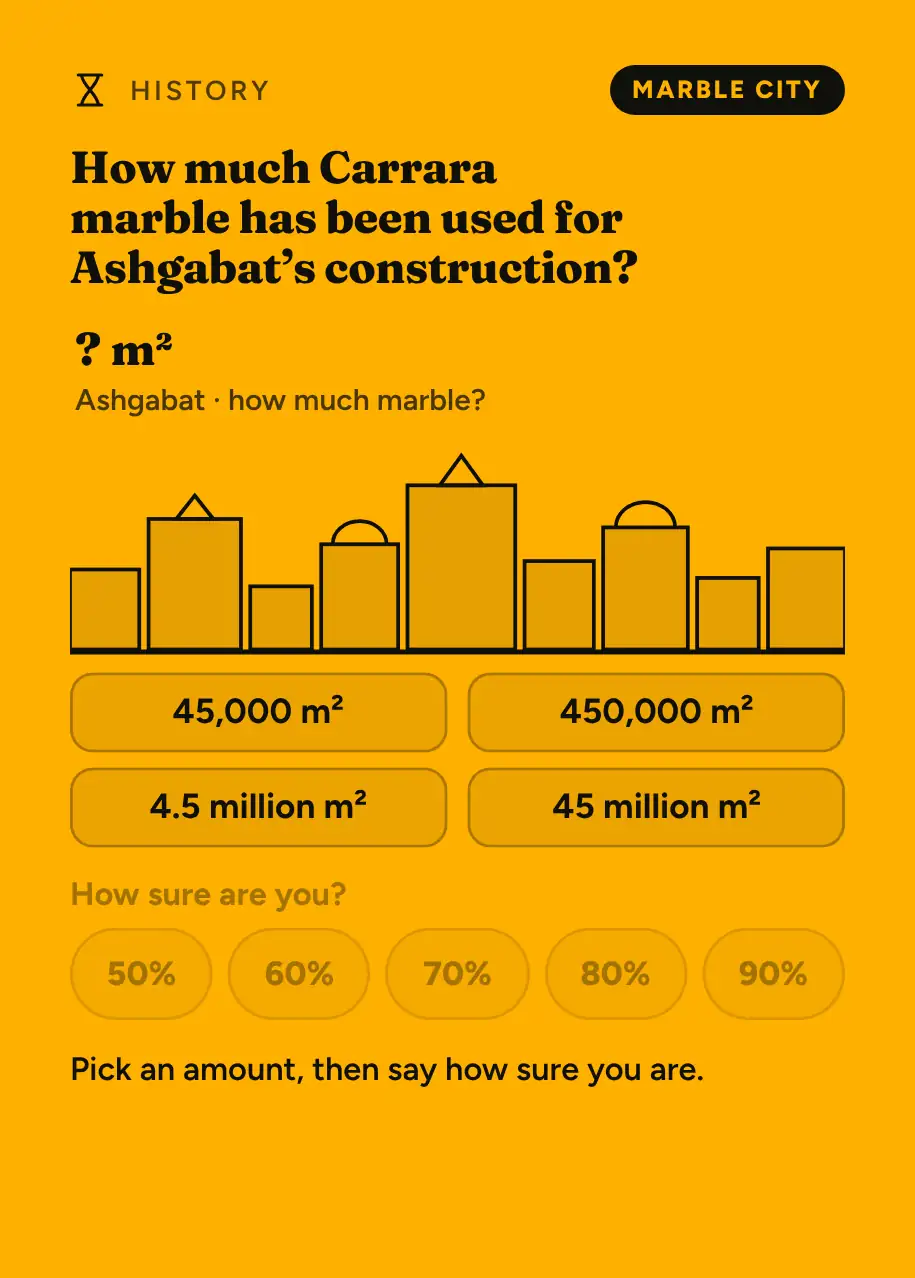 HISTORY
MARBLE CITY
How much Carrara
marble has been used for
Ashgabat’s construction?
? m²
Ashgabat · how much marble?
45,000 m²
450,000 m²
4.5 million m²
45 million m²
How sure are you?
50%
60%
70%
80%
90%
Pick an amount, then say how sure you are.